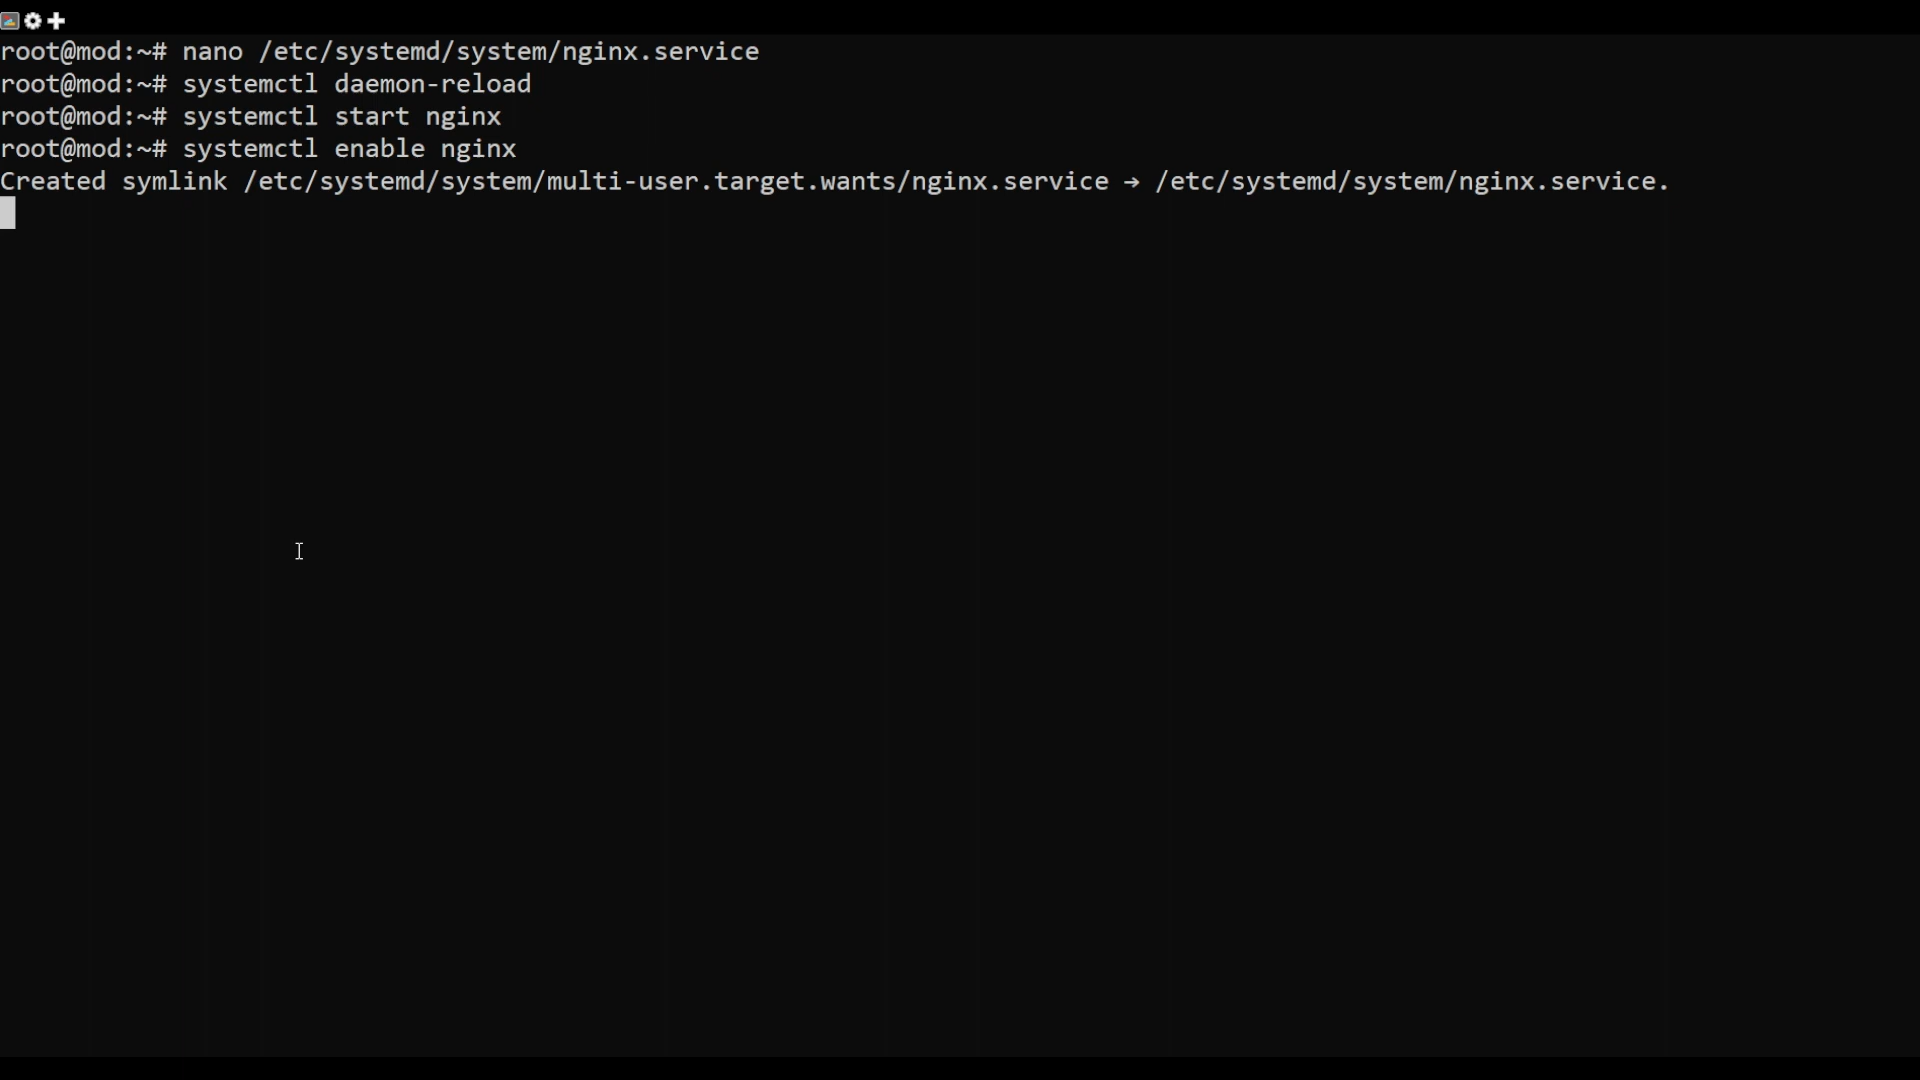 root@mod:~# nano /etc/systemd/system/nginx.service
root@mod:~# systemctl daemon-reload
root@mod:~# systemctl start nginx
root@mod:~# systemctl enable nginx
Created symlink /etc/systemd/system/multi-user.target.wants/nginx.service → /etc/systemd/system/nginx.service.